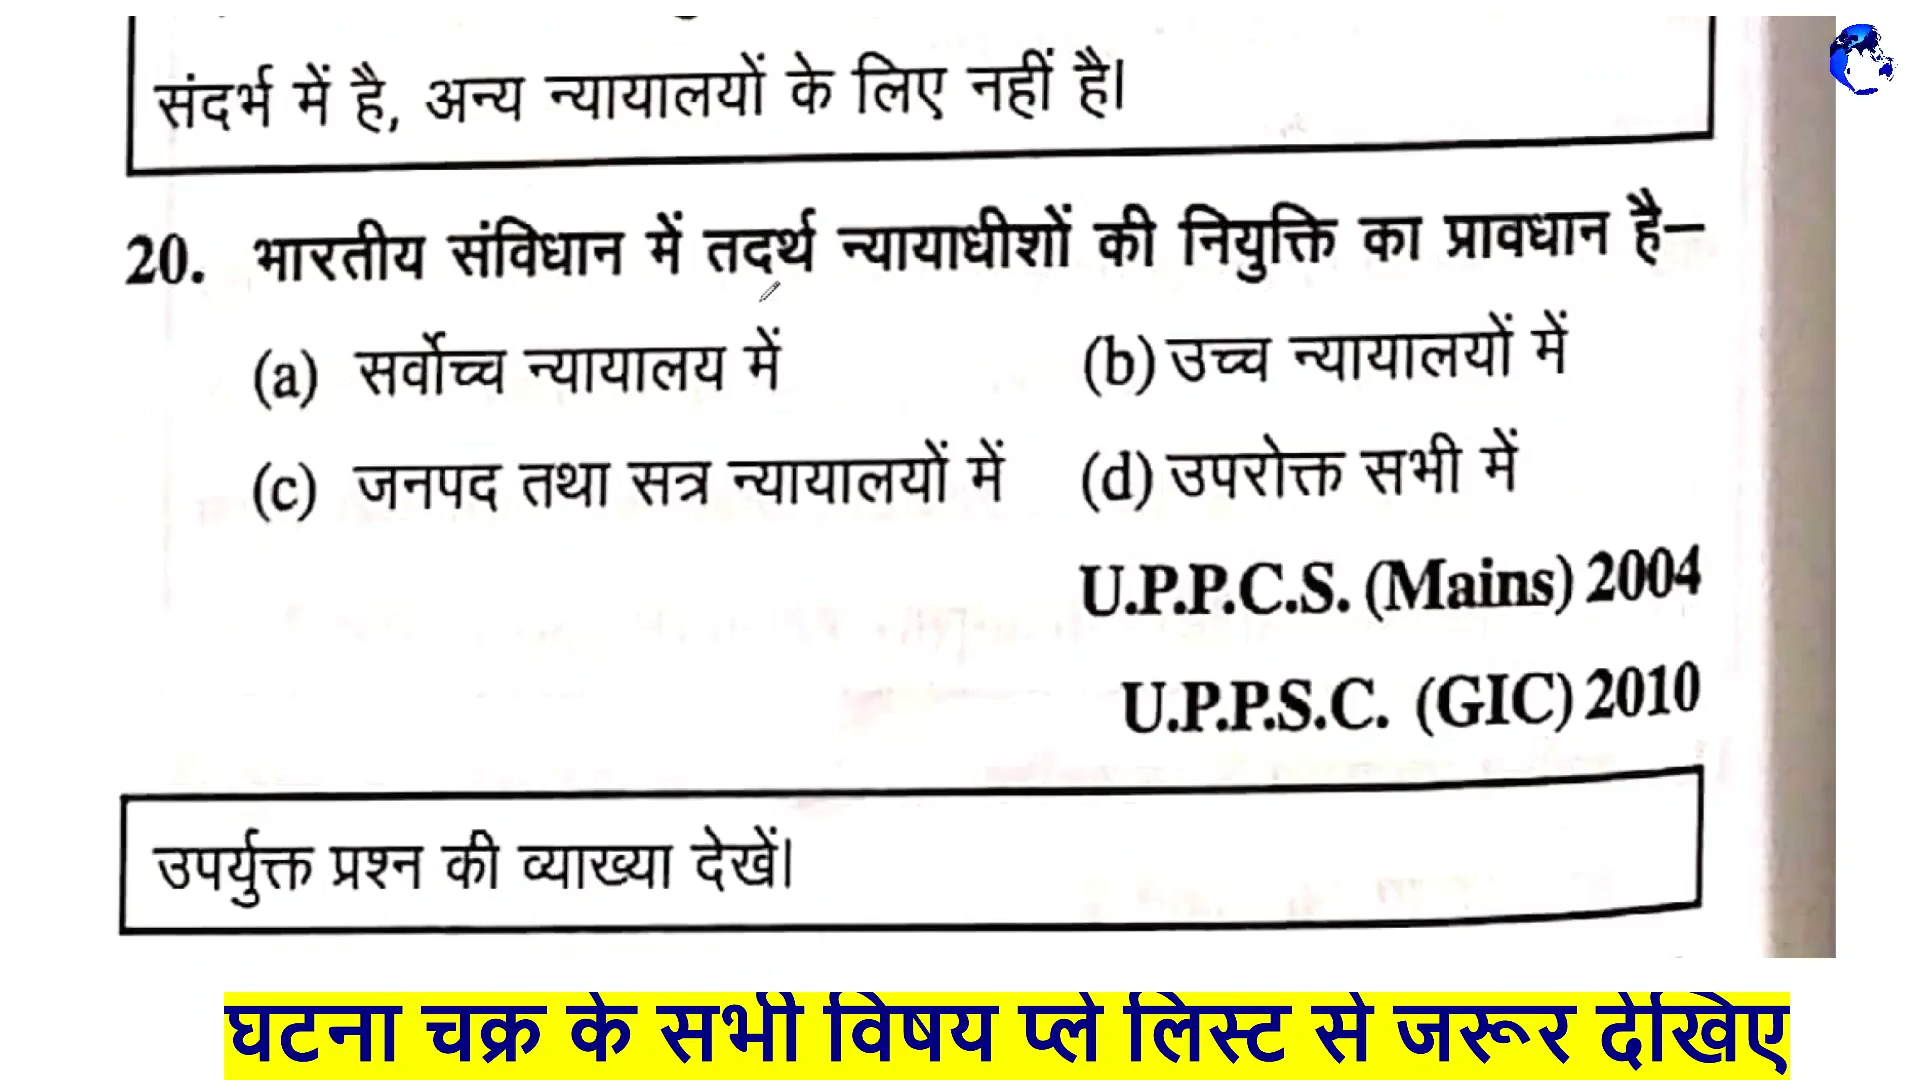 संदर्भ में है, अन्य न्यायालयों के लिए नहीं है।
20. भारतीय संविधान में तदर्थ न्यायाधीशों की नियुक्ति का प्रावधान है–
(a) सर्वोच्च न्यायालय में (b) उच्च न्यायालयों में
(c) जनपद तथा सत्र न्यायालयों में (d) उपरोक्त सभी में
U.P.P.C.S. (Mains) 2004
U.P.P.S.C. (GIC) 2010
उपर्युक्त प्रश्न की व्याख्या देखें।
घटना चक्र के सभी विषय प्ले लिस्ट से जरूर देखिए